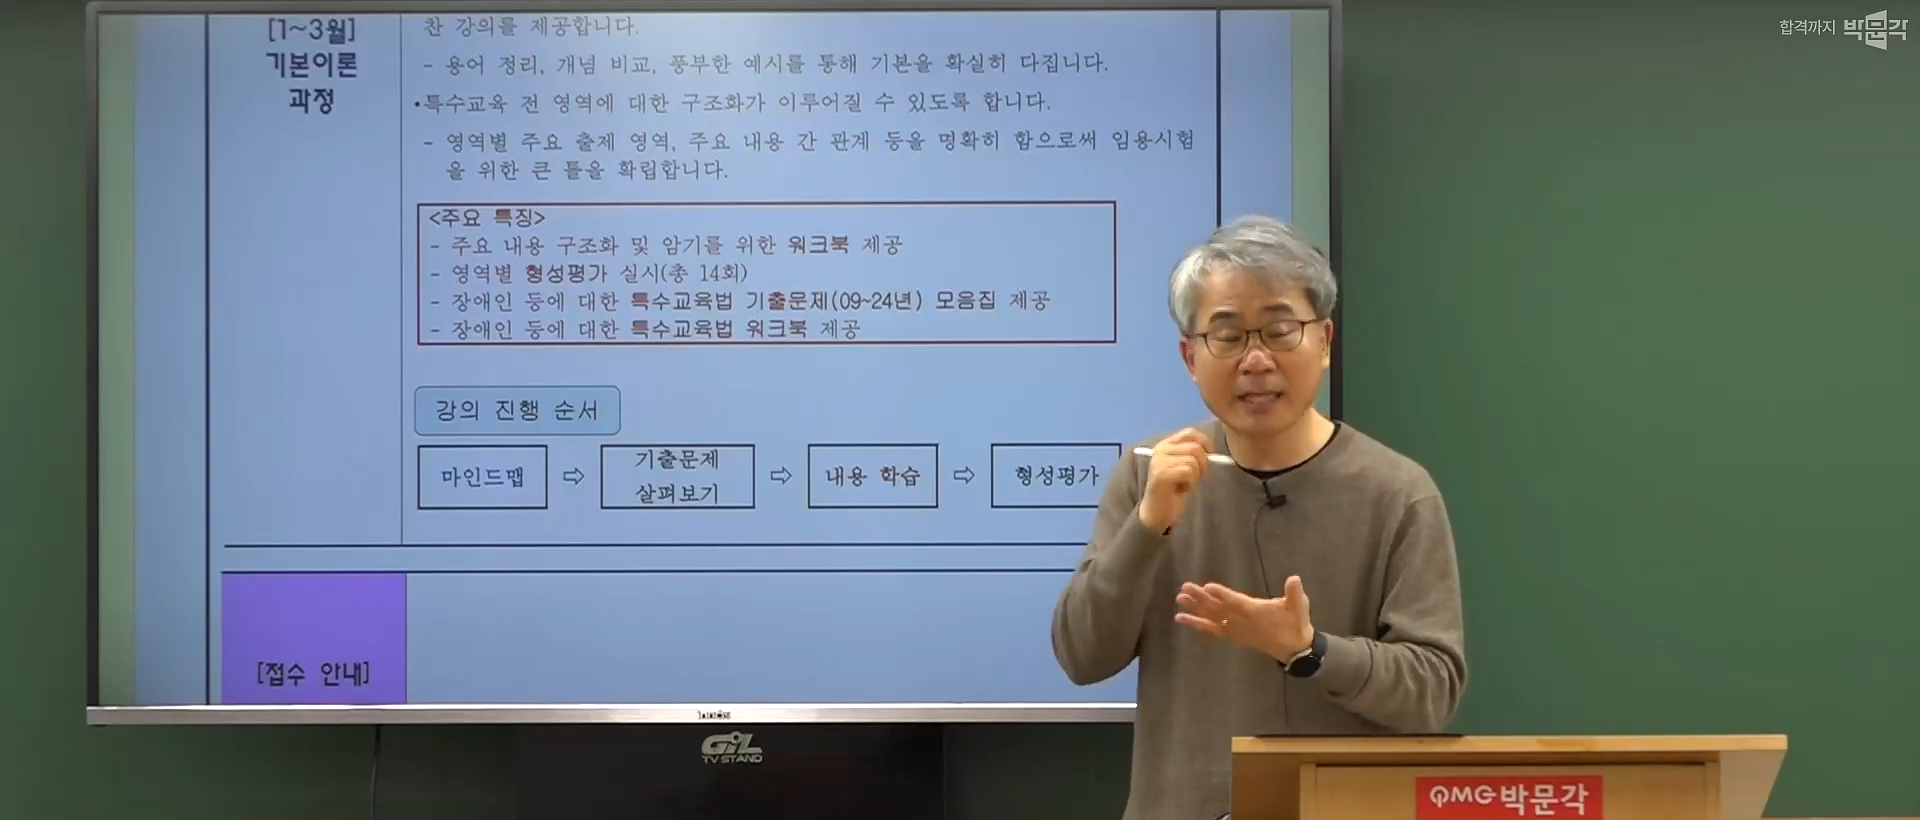 합격까지 박문각
[1~3월]
기본이론
과정
찬 강의를 제공합니다.
- 용어 정리, 개념 비교, 풍부한 예시를 통해 기본을 확실히 다집니다.
•특수교육 전 영역에 대한 구조화가 이루어질 수 있도록 합니다.
- 영역별 주요 출제 영역, 주요 내용 간 관계 등을 명확히 함으로써 임용시험
을 위한 큰 틀을 확립합니다.
<주요 특징>
- 주요 내용 구조화 및 암기를 위한 워크북 제공
- 영역별 형성평가 실시(총 14회)
- 장애인 등에 대한 특수교육법 기출문제(09~24년) 모음집 제공
- 장애인 등에 대한 특수교육법 워크북 제공
강의 진행 순서
마인드맵 ⇨ 기출문제 살펴보기 ⇨ 내용 학습 ⇨ 형성평가
[접수 안내]
GIL
TV STAND
PMG 박문각